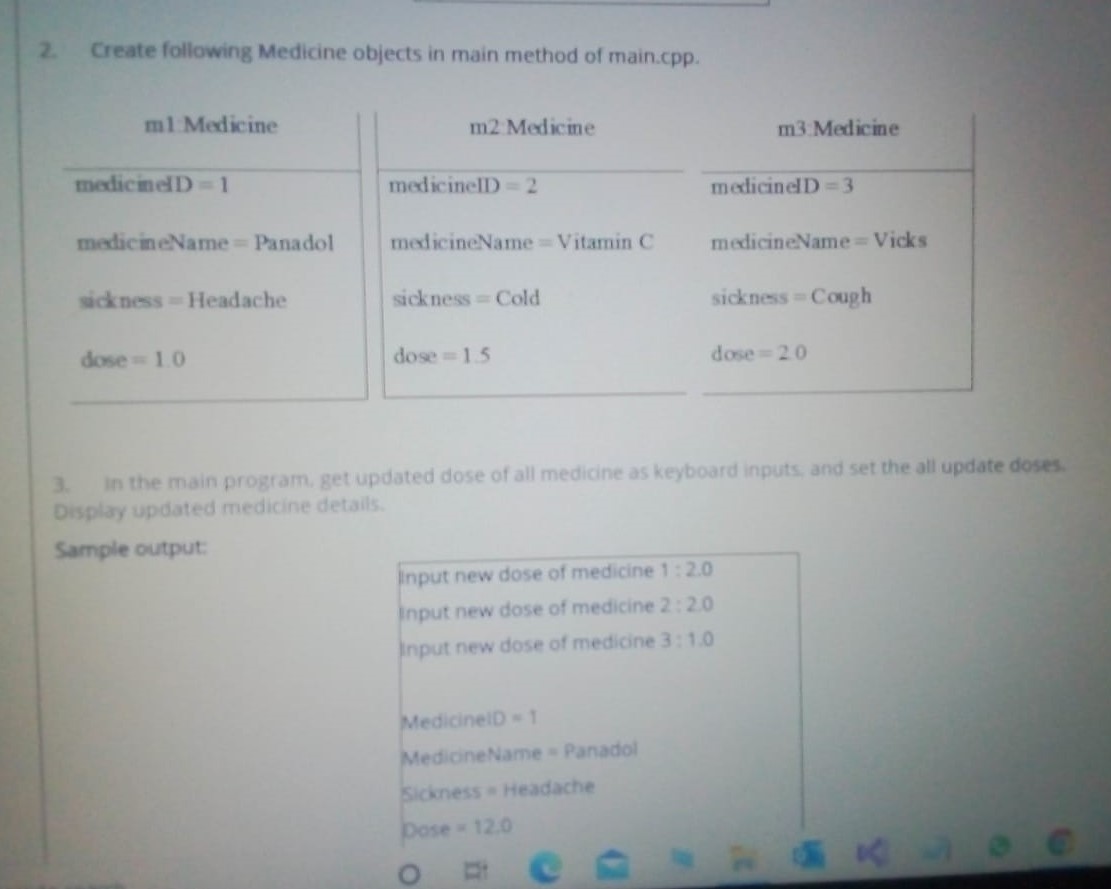 2. Create following Medicine objects in main method of main.cpp.
m1:Medicine
medicineID = 1
medicineName = Panadol
sickness = Headache
dose = 1.0
m2:Medicine
medicineID = 2
medicineName = Vitamin C
sickness = Cold
dose = 1.5
m3:Medicine
medicineID = 3
medicineName = Vicks
sickness = Cough
dose = 2.0
3. In the main program, get updated dose of all medicine as keyboard inputs, and set the all update doses.
Display updated medicine details.
Sample output:
Input new dose of medicine 1 : 2.0
Input new dose of medicine 2 : 2.0
Input new dose of medicine 3 : 1.0
MedicineID = 1
MedicineName = Panadol
Sickness = Headache
Dose = 12.0